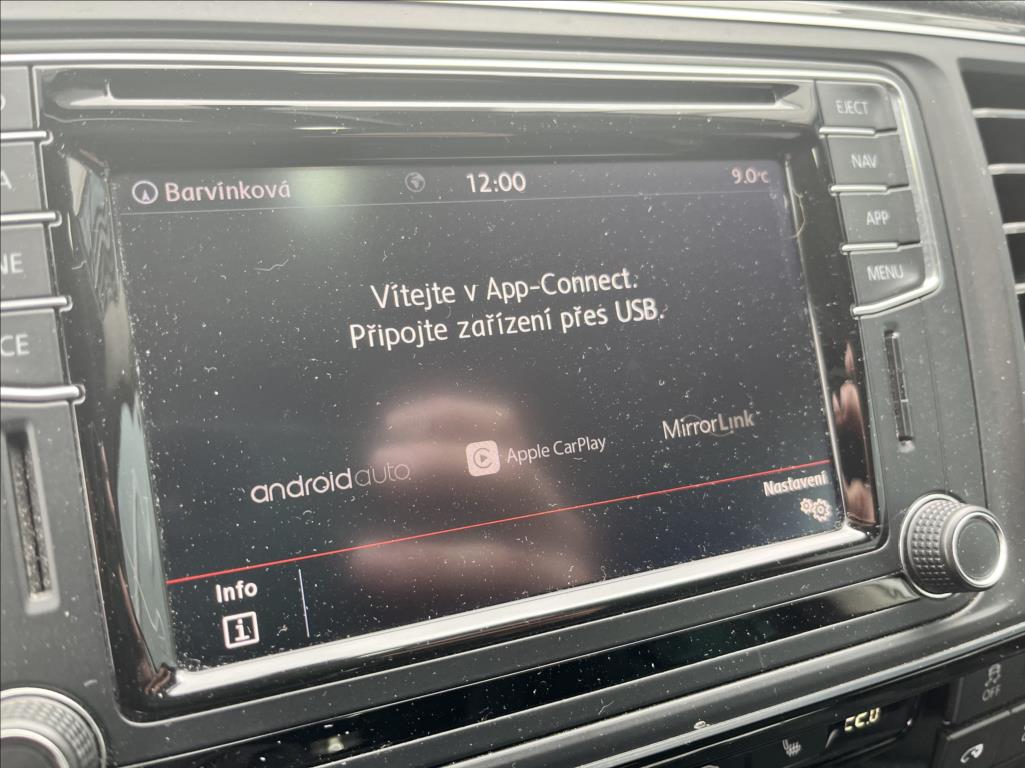 EJECT
Barvínková 12:00 9.0°C
NAV
APP
MENU
Vítejte v App-Connect.
Připojte zařízení přes USB.
androidauto Apple CarPlay MirrorLink
Nastavení
Info
i
OFF